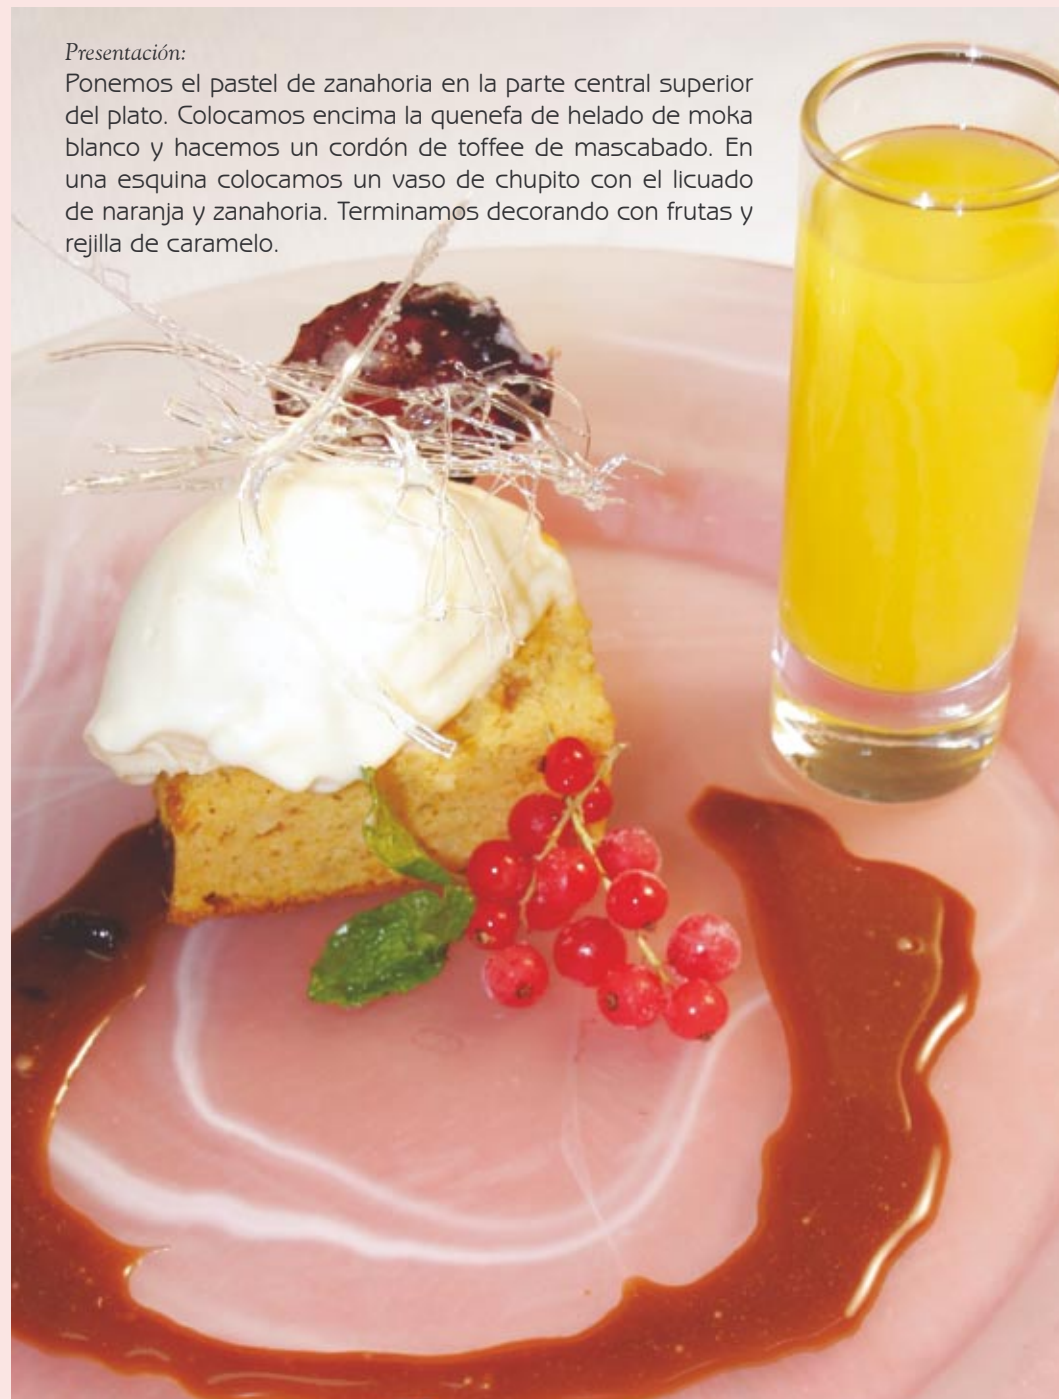 Presentación:
Ponemos el pastel de zanahoria en la parte central superior
del plato. Colocamos encima la quenefa de helado de moka
blanco y hacemos un cordón de toffee de mascabado. En
una esquina colocamos un vaso de chupito con el licuado
de naranja y zanahoria. Terminamos decorando con frutas y
rejilla de caramelo.